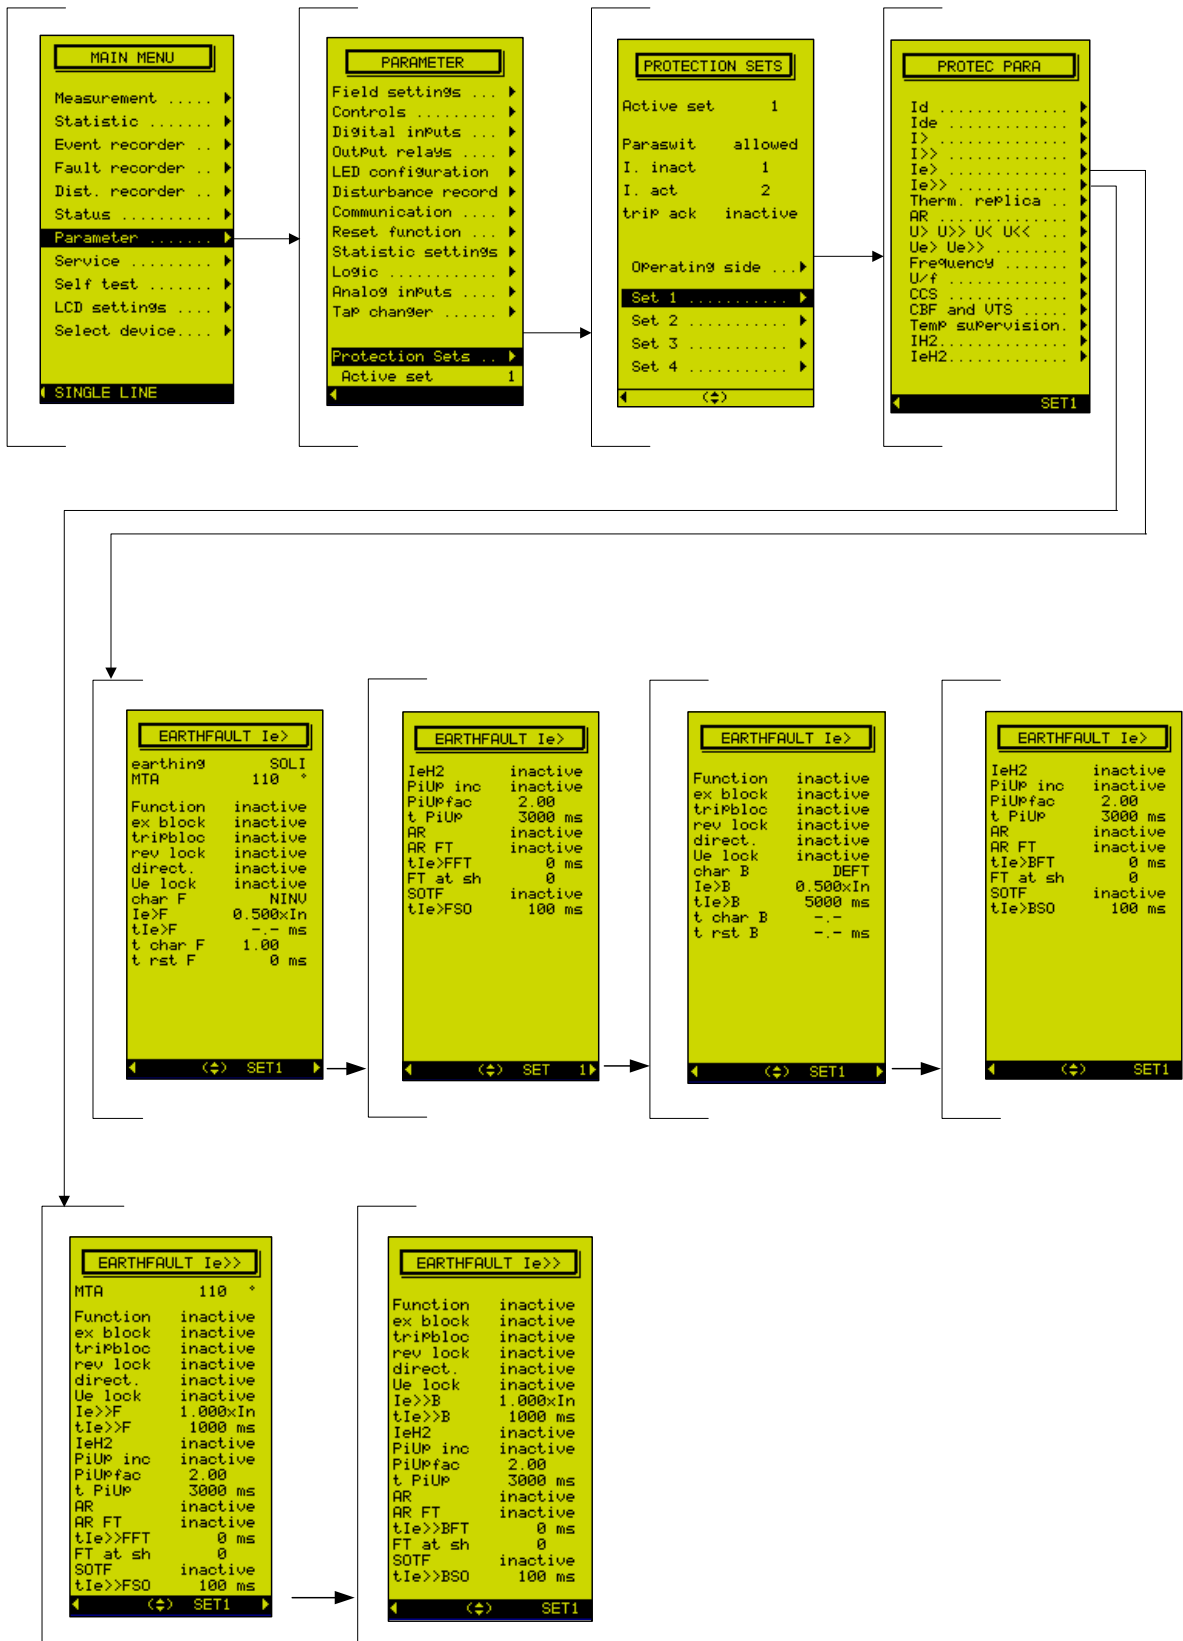 MAIN MENU
Measurement .....
Statistic .......
Event recorder ..
Fault recorder ..
Dist. recorder ..
Status ..........
Parameter .......
Service .........
Self test .......
LCD settings ....
Select device....
SINGLE LINE
PARAMETER
Field settings ...
Controls .........
Digital inputs ...
Output relays ....
LED configuration
Disturbance record
Communication ....
Reset function ...
Statistic settings
Logic ............
Analog inputs ....
Tap changer ......
Protection Sets ..
Active set 1
PROTECTION SETS
Active set 1
Paraswit allowed
I. inact 1
I. act 2
trip ack inactive
Operating side ...
Set 1 ...........
Set 2 ...........
Set 3 ...........
Set 4 ...........
PROTEC PARA
Id ..............
Ide .............
I> ..............
I>> .............
Ie> .............
Ie>> ............
Therm. replica ..
AR ..............
U> U>> U< U<< ...
Ue> Ue>> ........
Frequency .......
U/f .............
CCS .............
CBF and VTS .....
Temp supervision.
IH2..............
IeH2.............
SET1
EARTHFAULT Ie>
earthing SOLI
MTA 110 °
Function inactive
ex block inactive
tripbloc inactive
rev lock inactive
direct. inactive
Ue lock inactive
char F NINV
Ie>F 0.500xIn
tIe>F -.- ms
t char F 1.00
t rst F 0 ms
SET1
EARTHFAULT Ie>
IeH2 inactive
PiUp inc inactive
PiUpfac 2.00
t PiUp 3000 ms
AR inactive
AR FT inactive
tIe>FFT 0 ms
FT at sh 0
SOTF inactive
tIe>FSO 100 ms
SET 1
EARTHFAULT Ie>
Function inactive
ex block inactive
tripbloc inactive
rev lock inactive
direct. inactive
Ue lock inactive
char B DEFT
Ie>B 0.500xIn
tIe>B 5000 ms
t char B -.-
t rst B -.- ms
SET1
EARTHFAULT Ie>
IeH2 inactive
PiUp inc inactive
PiUpfac 2.00
t PiUp 3000 ms
AR inactive
AR FT inactive
tIe>BFT 0 ms
FT at sh 0
SOTF inactive
tIe>BSO 100 ms
SET1
EARTHFAULT Ie>>
MTA 110 °
Function inactive
ex block inactive
tripbloc inactive
rev lock inactive
direct. inactive
Ue lock inactive
Ie>>F 1.000xIn
tIe>>F 1000 ms
IeH2 inactive
PiUp inc inactive
PiUpfac 2.00
t PiUp 3000 ms
AR inactive
AR FT inactive
tIe>>FFT 0 ms
FT at sh 0
SOTF inactive
tIe>>FSO 100 ms
SET1
EARTHFAULT Ie>>
Function inactive
ex block inactive
tripbloc inactive
rev lock inactive
direct. inactive
Ue lock inactive
Ie>>B 1.000xIn
tIe>>B 1000 ms
IeH2 inactive
PiUp inc inactive
PiUpfac 2.00
t PiUp 3000 ms
AR inactive
AR FT inactive
tIe>>BFT 0 ms
FT at sh 0
SOTF inactive
tIe>>BSO 100 ms
SET1